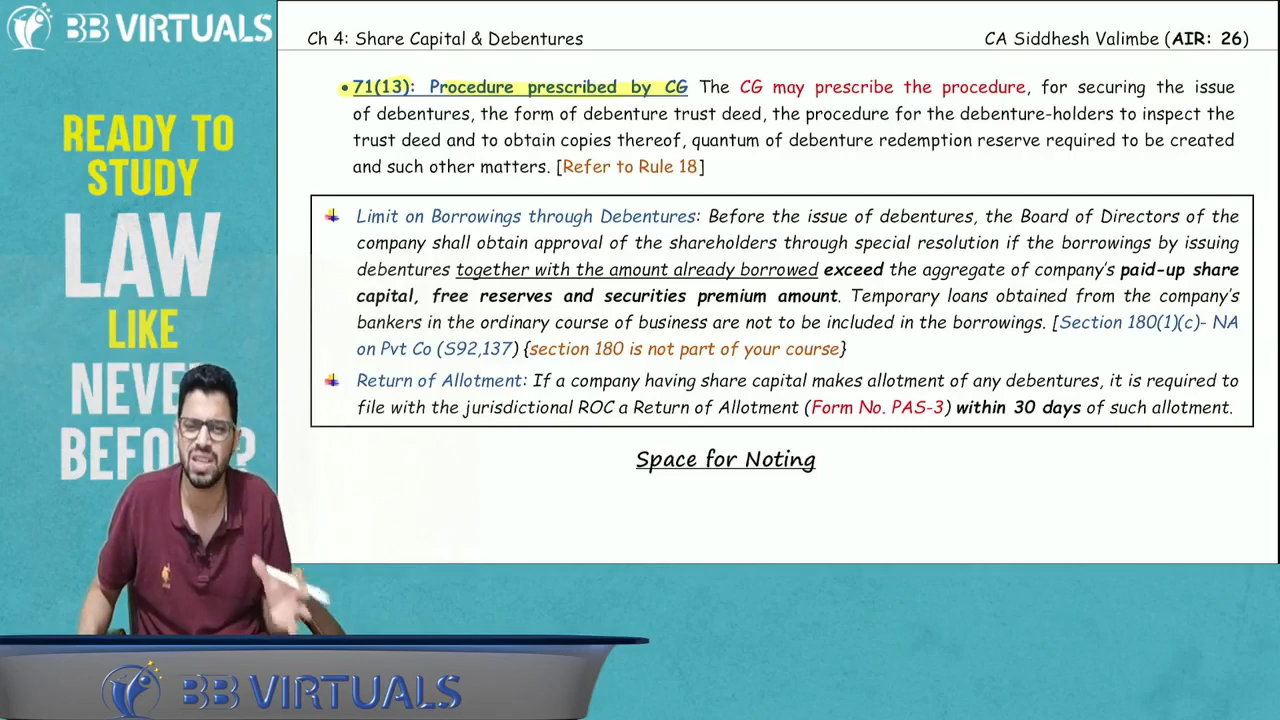 BB VIRTUALS
Ch 4: Share Capital & Debentures
CA Siddhesh Valimbe (AIR: 26)
READY TO
STUDY
LAW
LIKE
NEVE
BEFO ?
• 71(13): Procedure prescribed by CG The CG may prescribe the procedure, for securing the issue
of debentures, the form of debenture trust deed, the procedure for the debenture-holders to inspect the
trust deed and to obtain copies thereof, quantum of debenture redemption reserve required to be created
and such other matters. [Refer to Rule 18]
Limit on Borrowings through Debentures: Before the issue of debentures, the Board of Directors of the
company shall obtain approval of the shareholders through special resolution if the borrowings by issuing
debentures together with the amount already borrowed exceed the aggregate of company's paid-up share
capital, free reserves and securities premium amount. Temporary loans obtained from the company's
bankers in the ordinary course of business are not to be included in the borrowings. [Section 180(1)(c)- NA
on Pvt Co (S92,137) {section 180 is not part of your course}
Return of Allotment: If a company having share capital makes allotment of any debentures, it is required to
file with the jurisdictional ROC a Return of Allotment (Form No. PAS-3) within 30 days of such allotment.
Space for Noting
BB VIRTUALS